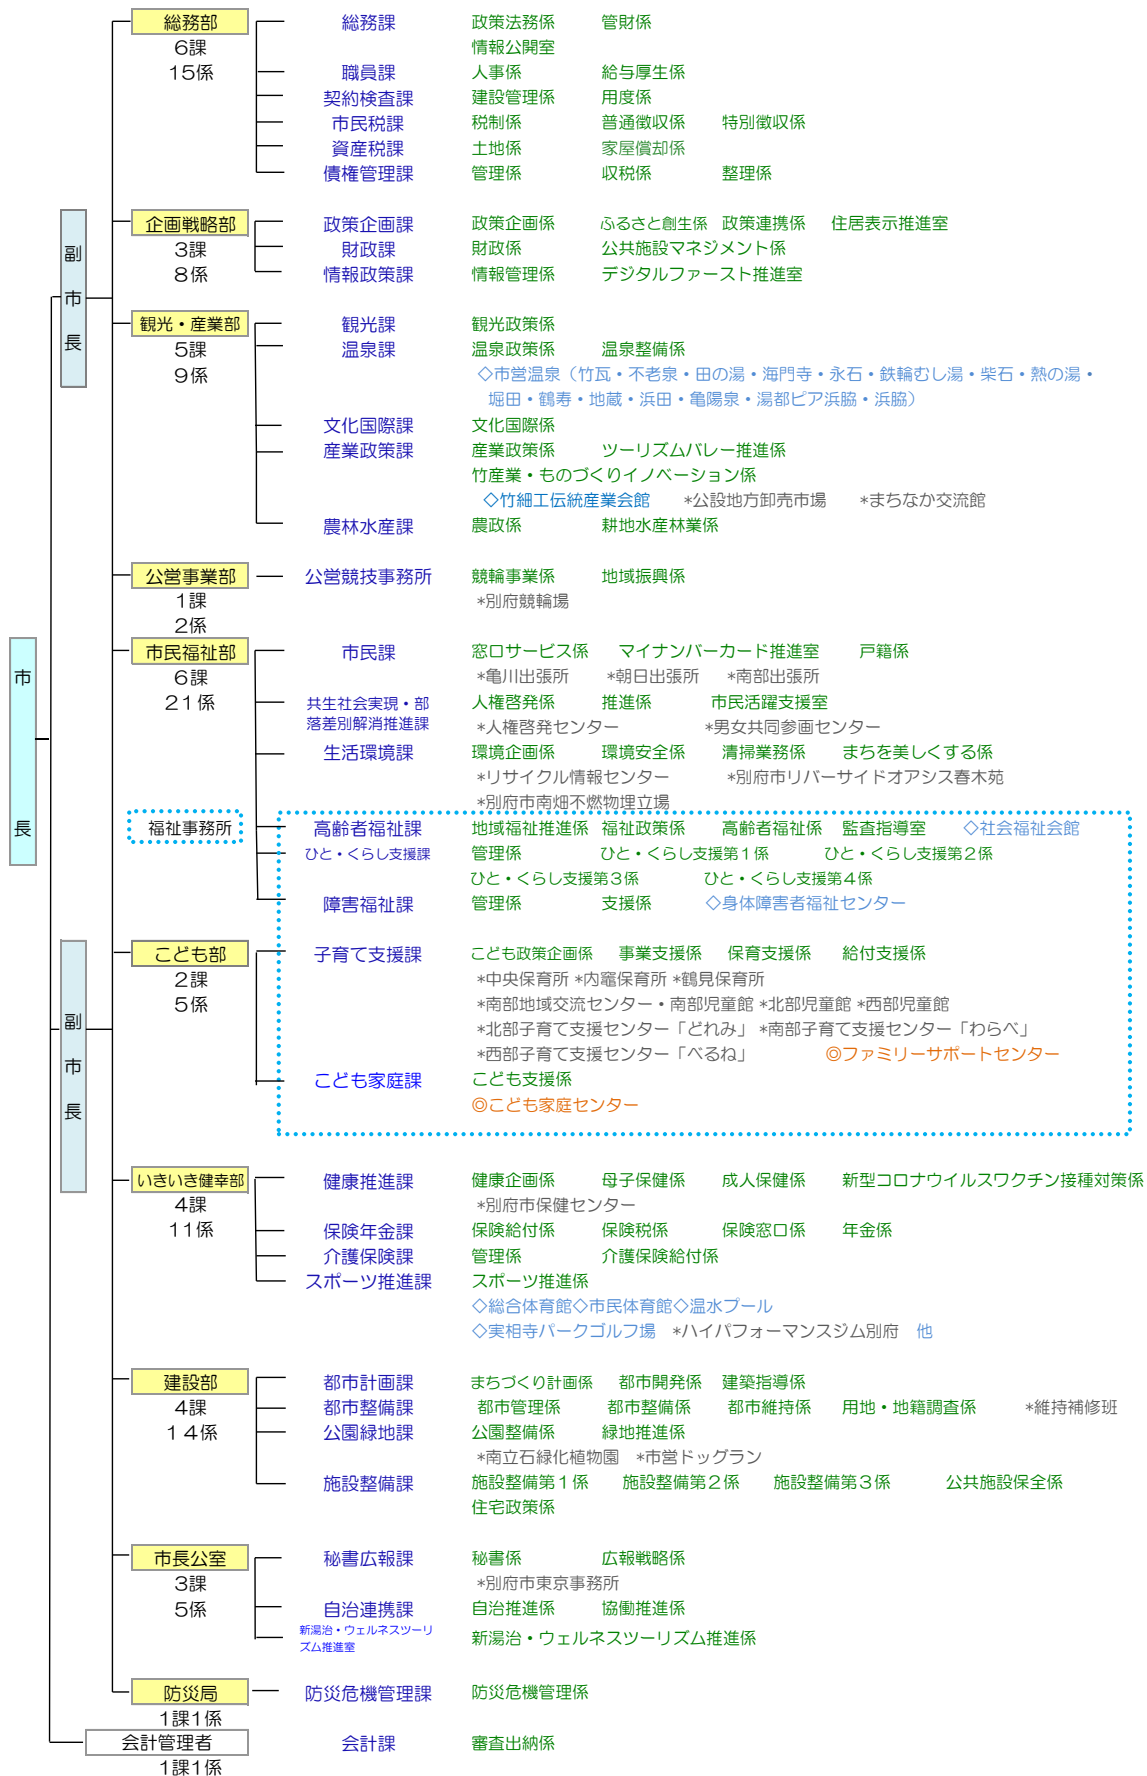 総務部 総務課 政策法務係 管財係
6課 情報公開室
15係 職員課 人事係 給与厚生係
契約検査課 建設管理係 用度係
市民税課 税制係 普通徴収係 特別徴収係
資産税課 土地係 家屋償却係
債権管理課 管理係 収税係 整理係
企画戦略部 政策企画課 政策企画係 ふるさと創生係 政策連携係 住居表示推進室
3課 財政課 財政係 公共施設マネジメント係
8係 情報政策課 情報管理係 デジタルファースト推進室
副市長
観光・産業部 観光課 観光政策係
5課 温泉課 温泉政策係 温泉整備係
9係 ◇市営温泉（竹瓦・不老泉・田の湯・海門寺・永石・鉄輪むし湯・柴石・熱の湯・
堀田・鶴寿・地蔵・浜田・亀陽泉・湯都ピア浜脇・浜脇）
文化国際課 文化国際係
産業政策課 産業政策係 ツーリズムバレー推進係
竹産業・ものづくりイノベーション係
◇竹細工伝統産業会館 *公設地方卸売市場 *まちなか交流館
農林水産課 農政係 耕地水産林業係
公営事業部 公営競技事務所 競輪事業係 地域振興係
1課 *別府競輪場
2係
市長
市民福祉部 市民課 窓口サービス係 マイナンバーカード推進室 戸籍係
6課 *亀川出張所 *朝日出張所 *南部出張所
21係 共生社会実現・部 人権啓発係 推進係 市民活躍支援室
落差別解消推進課 *人権啓発センター *男女共同参画センター
生活環境課 環境企画係 環境安全係 清掃業務係 まちを美しくする係
*リサイクル情報センター *別府市リバーサイドオアシス春木苑
*別府市南畑不燃物埋立場
福祉事務所 高齢者福祉課 地域福祉推進係 福祉政策係 高齢者福祉係 監査指導室 ◇社会福祉会館
ひと・くらし支援課 管理係 ひと・くらし支援第１係 ひと・くらし支援第２係
ひと・くらし支援第３係 ひと・くらし支援第４係
障害福祉課 管理係 支援係 ◇身体障害者福祉センター
副市長
こども部 子育て支援課 こども政策企画係 事業支援係 保育支援係 給付支援係
2課 *中央保育所 *内竈保育所 *鶴見保育所
5係 *南部地域交流センター・南部児童館 *北部児童館 *西部児童館
*北部子育て支援センター「どれみ」 *南部子育て支援センター「わらべ」
*西部子育て支援センター「べるね」 ◎ファミリーサポートセンター
こども家庭課 こども支援係
◎こども家庭センター
いきいき健幸部 健康推進課 健康企画係 母子保健係 成人保健係 新型コロナウイルスワクチン接種対策係
4課 *別府市保健センター
11係 保険年金課 保険給付係 保険税係 保険窓口係 年金係
介護保険課 管理係 介護保険給付係
スポーツ推進課 スポーツ推進係
◇総合体育館◇市民体育館◇温水プール
◇実相寺パークゴルフ場 *ハイパフォーマンスジム別府 他
建設部 都市計画課 まちづくり計画係 都市開発係 建築指導係
4課 都市整備課 都市管理係 都市整備係 都市維持係 用地・地籍調査係 *維持補修班
14係 公園緑地課 公園整備係 緑地推進係
*南立石緑化植物園 *市営ドッグラン
施設整備課 施設整備第１係 施設整備第２係 施設整備第３係 公共施設保全係
住宅政策係
市長公室 秘書広報課 秘書係 広報戦略係
3課 *別府市東京事務所
5係 自治連携課 自治推進係 協働推進係
新湯治・ウェルネスツーリ
ズム推進室 新湯治・ウェルネスツーリズム推進係
防災局 防災危機管理課 防災危機管理係
1課1係
会計管理者 会計課 審査出納係
1課1係